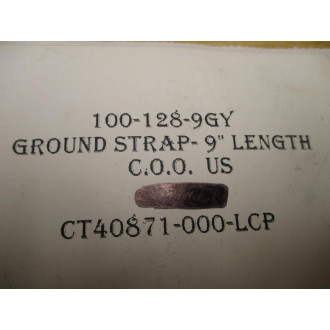 100-128-9GY
GROUND STRAP- 9" LENGTH
C.O.O. US
CT40871-000-LCP